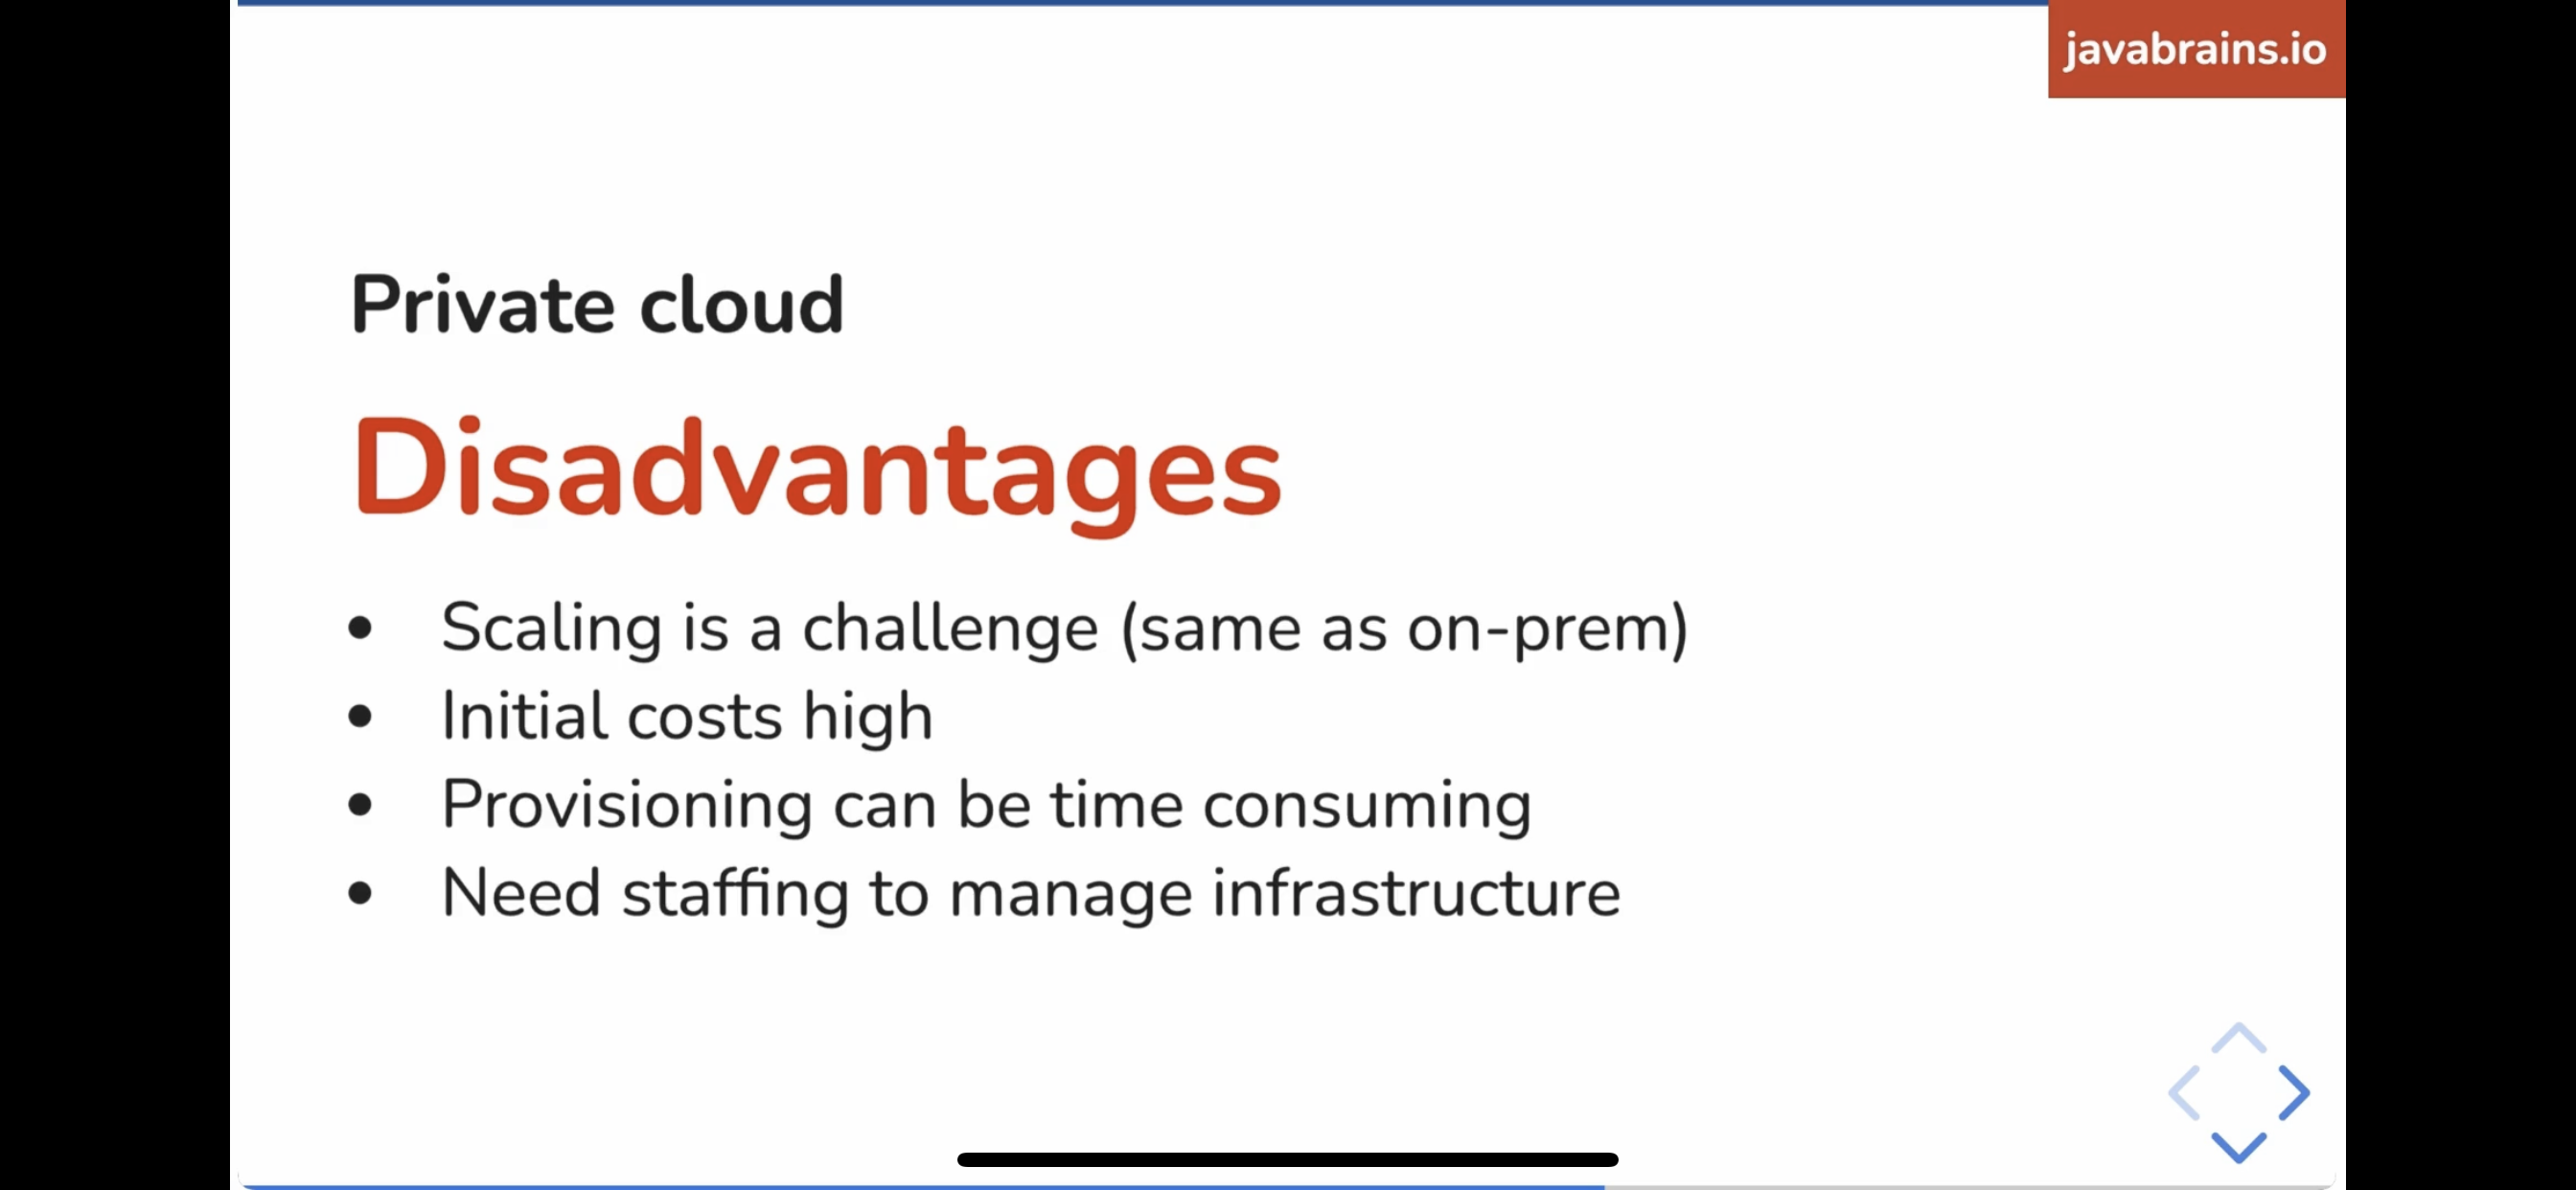 javabrains.io
Private cloud
Disadvantages
• Scaling is a challenge (same as on-prem)
• Initial costs high
• Provisioning can be time consuming
• Need staffing to manage infrastructure